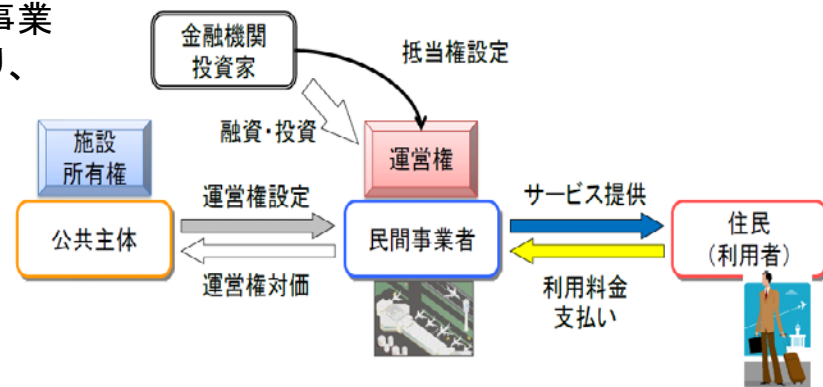 事業
り、
金融機関
投資家
抵当権設定
融資・投資
施設
所有権
運営権
運営権設定
サービス提供
公共主体
民間事業者
住民
（利用者）
運営権対価
利用料金
支払い